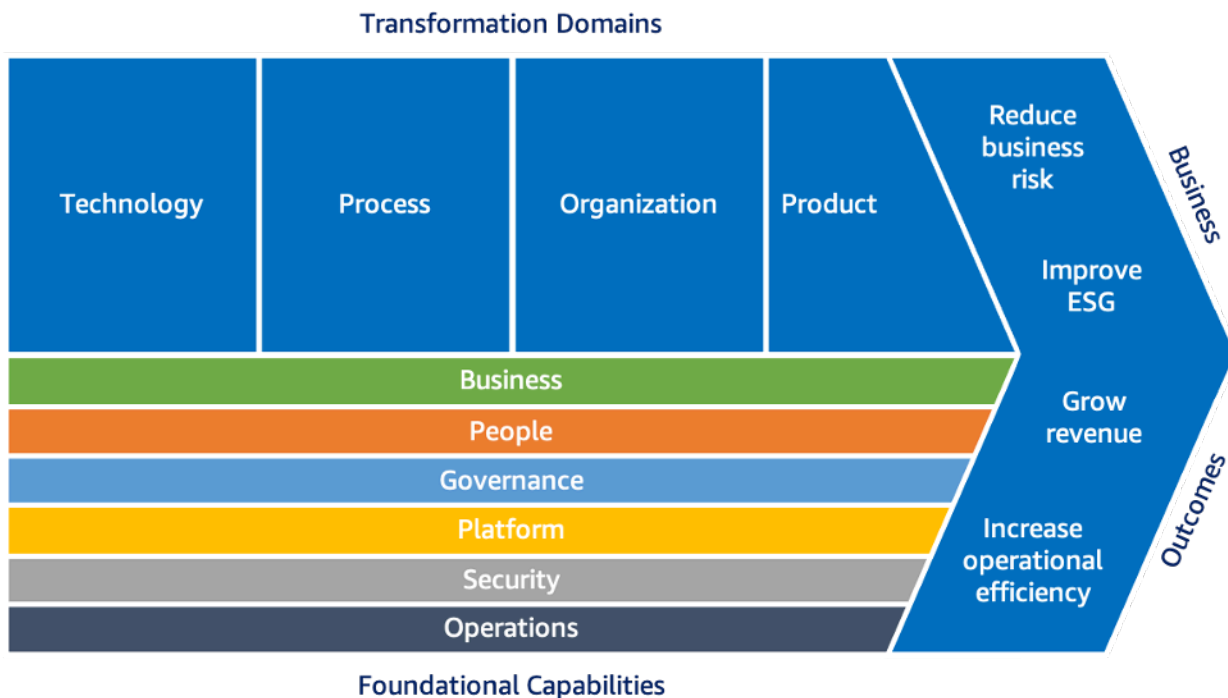 Transformation Domains
Technology
Process
Organization
Product
Reduce
business
risk
Improve
ESG
Grow
revenue
Increase
operational
efficiency
Business
Outcomes
Business
People
Governance
Platform
Security
Operations
Foundational Capabilities